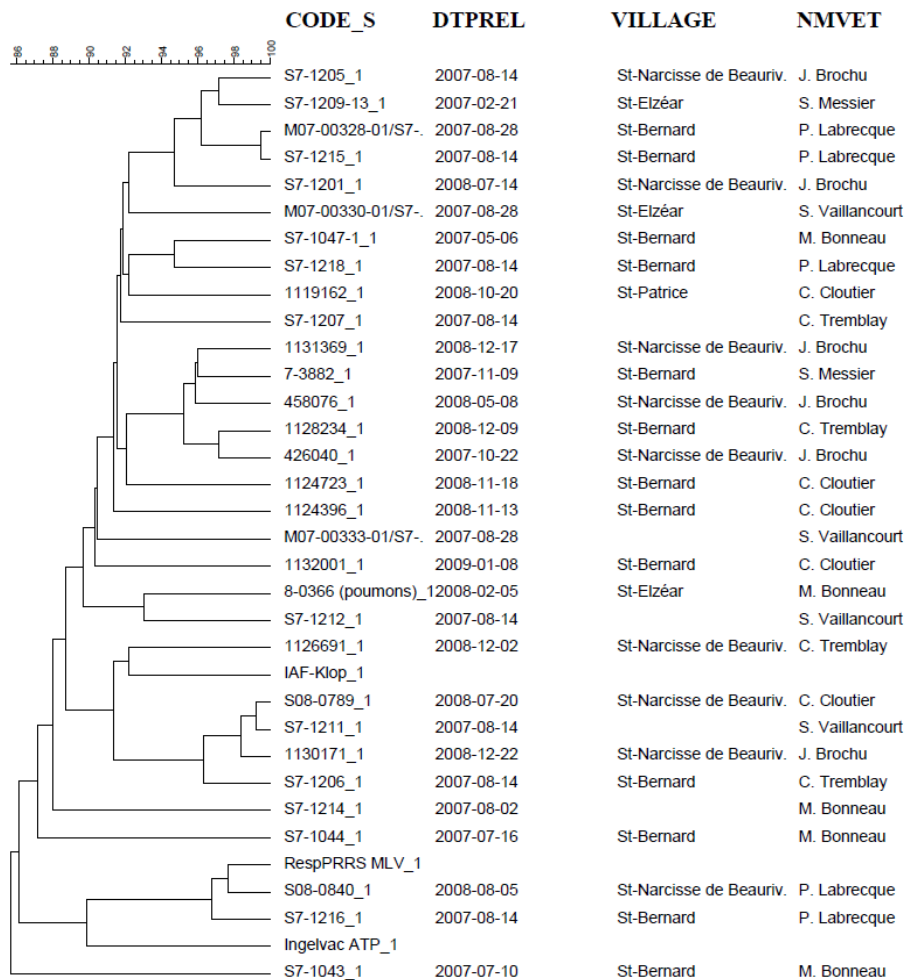 CODE_S DTPREL VILLAGE NMVET
86 88 90 92 94 96 98 100
S7-1205_1 2007-08-14 St-Narcisse de Beauriv. J. Brochu
S7-1209-13_1 2007-02-21 St-Elzéar S. Messier
M07-00328-01/S7-. 2007-08-28 St-Bernard P. Labrecque
S7-1215_1 2007-08-14 St-Bernard P. Labrecque
S7-1201_1 2008-07-14 St-Narcisse de Beauriv. J. Brochu
M07-00330-01/S7-. 2007-08-28 St-Elzéar S. Vaillancourt
S7-1047-1_1 2007-05-06 St-Bernard M. Bonneau
S7-1218_1 2007-08-14 St-Bernard P. Labrecque
1119162_1 2008-10-20 St-Patrice C. Cloutier
S7-1207_1 2007-08-14 C. Tremblay
1131369_1 2008-12-17 St-Narcisse de Beauriv. J. Brochu
7-3882_1 2007-11-09 St-Bernard S. Messier
458076_1 2008-05-08 St-Narcisse de Beauriv. J. Brochu
1128234_1 2008-12-09 St-Bernard C. Tremblay
426040_1 2007-10-22 St-Narcisse de Beauriv. J. Brochu
1124723_1 2008-11-18 St-Bernard C. Cloutier
1124396_1 2008-11-13 St-Bernard C. Cloutier
M07-00333-01/S7-. 2007-08-28 S. Vaillancourt
1132001_1 2009-01-08 St-Bernard C. Cloutier
8-0366 (poumons)_1 2008-02-05 St-Elzéar M. Bonneau
S7-1212_1 2007-08-14 S. Vaillancourt
1126691_1 2008-12-02 St-Narcisse de Beauriv. C. Tremblay
IAF-Klop_1
S08-0789_1 2008-07-20 St-Narcisse de Beauriv. C. Cloutier
S7-1211_1 2007-08-14 S. Vaillancourt
1130171_1 2008-12-22 St-Narcisse de Beauriv. J. Brochu
S7-1206_1 2007-08-14 St-Bernard C. Tremblay
S7-1214_1 2007-08-02 M. Bonneau
S7-1044_1 2007-07-16 St-Bernard M. Bonneau
RespPRRS MLV_1
S08-0840_1 2008-08-05 St-Narcisse de Beauriv. P. Labrecque
S7-1216_1 2007-08-14 St-Bernard P. Labrecque
Ingelvac ATP_1
S7-1043_1 2007-07-10 St-Bernard M. Bonneau